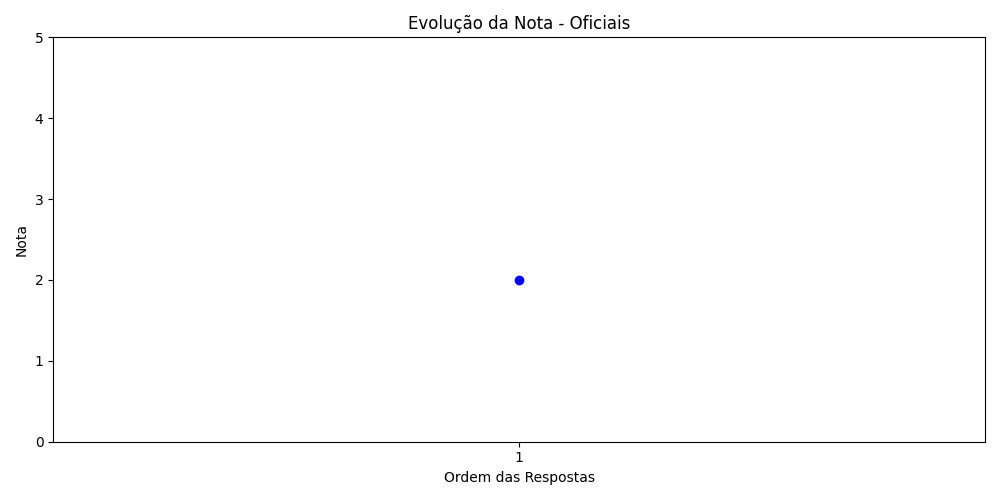 Evolução da Nota - Oficiais
5
4
3
2
1
0
Nota
1
Ordem das Respostas